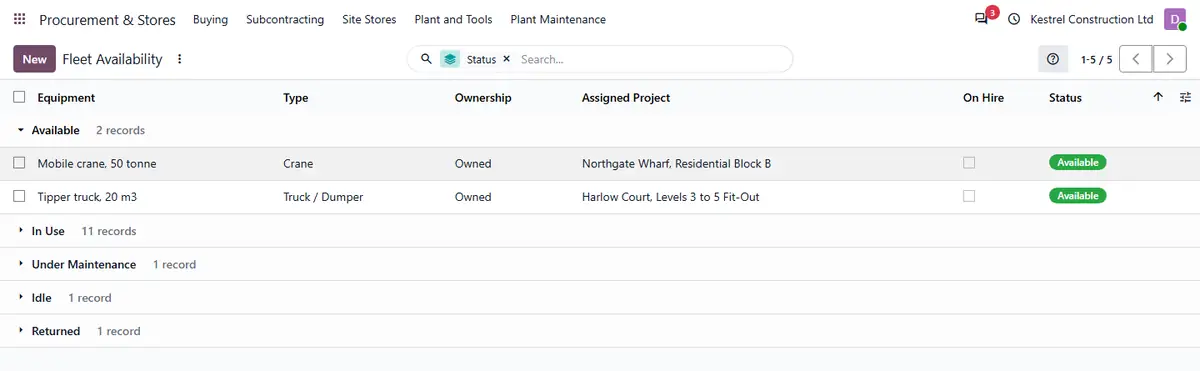 Procurement & Stores Buying Subcontracting Site Stores Plant and Tools Plant Maintenance 3 Kestrel Construction Ltd D
New Fleet Availability Status Search... 1-5 / 5
Equipment Type Ownership Assigned Project On Hire Status
Available 2 records
Mobile crane, 50 tonne Crane Owned Northgate Wharf, Residential Block B Available
Tipper truck, 20 m3 Truck / Dumper Owned Harlow Court, Levels 3 to 5 Fit-Out Available
In Use 11 records
Under Maintenance 1 record
Idle 1 record
Returned 1 record